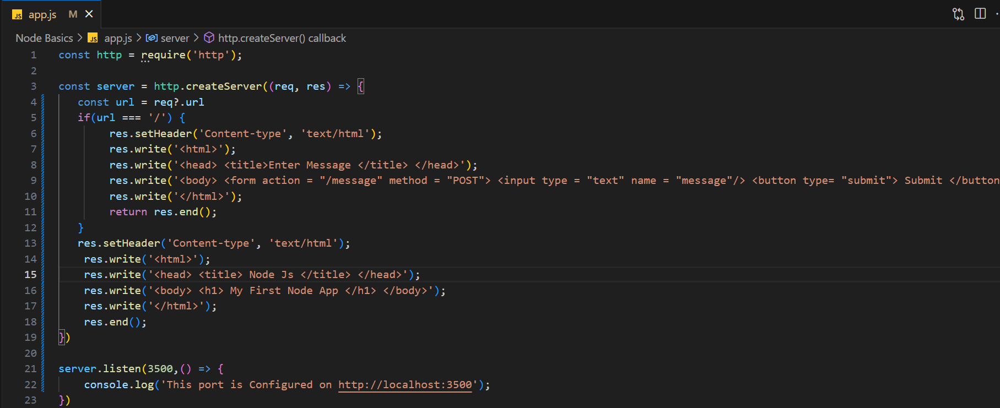 JS app.js M
Node Basics > JS app.js > server > http.createServer() callback
1 const http = require('http');
2
3 const server = http.createServer((req, res) => {
4    const url = req?.url
5    if(url === '/') {
6         res.setHeader('Content-type', 'text/html');
7         res.write('<html>');
8         res.write('<head> <title>Enter Message </title> </head>');
9         res.write('<body> <form action = "/message" method = "POST"> <input type = "text" name = "message"/> <button type= "submit"> Submit </button
10         res.write('</html>');
11         return res.end();
12    }
13    res.setHeader('Content-type', 'text/html');
14     res.write('<html>');
15     res.write('<head> <title> Node Js </title> </head>');
16     res.write('<body> <h1> My First Node App </h1> </body>');
17     res.write('</html>');
18     res.end();
19 })
20
21 server.listen(3500,() => {
22     console.log('This port is Configured on http://localhost:3500');
23 })